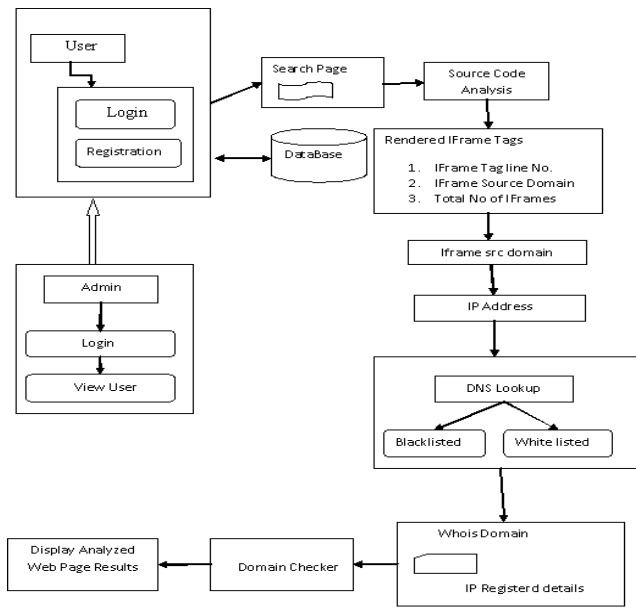 User
Login
Registration
Search Page
Source Code
Analysis
DataBase
Rendered IFrame Tags
1. IFrame Tag line No.
2. IFrame Source Domain
3. Total No of IFrames
Iframe src domain
IP Address
Admin
Login
View User
DNS Lookup
Blacklisted
White listed
Whois Domain
IP Registerd details
Domain Checker
Display Analyzed
Web Page Results